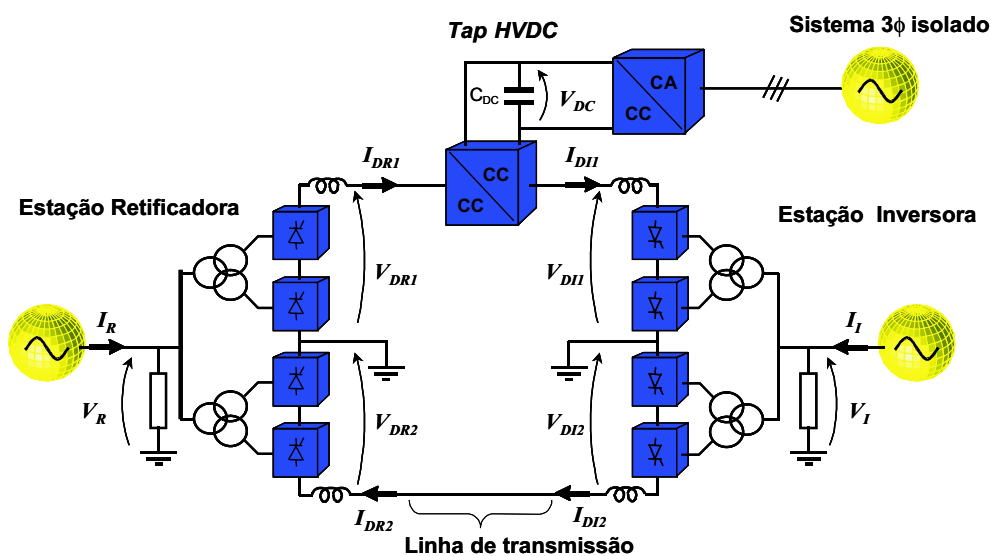 Tap HVDC
Sistema 3ϕ isolado
C_DC
V_DC
CA
CC
I_DR1
CC
CC
I_DI1
Estação Retificadora
Estação Inversora
V_DR1
V_DI1
I_R
I_I
V_R
V_DR2
V_DI2
V_I
I_DR2
I_DI2
Linha de transmissão